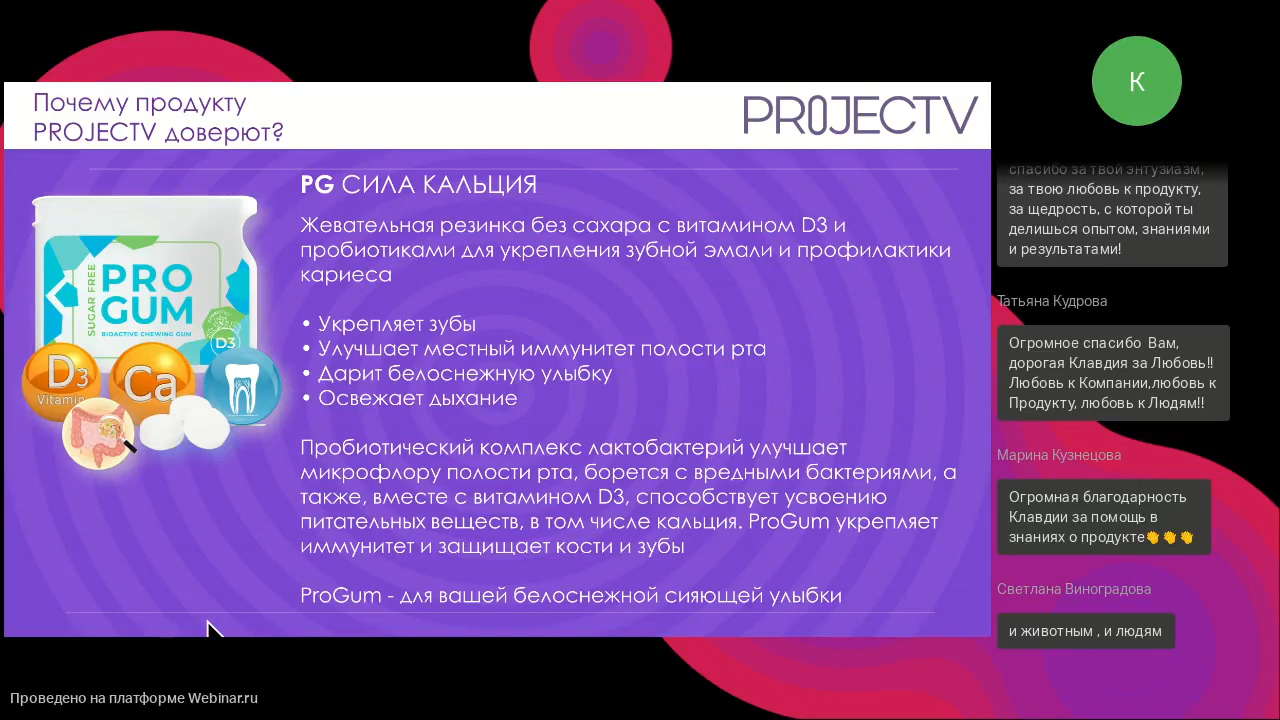 Почему продукту
PROJECTV доверют?
PROJECTV
PG СИЛА КАЛЬЦИЯ
Жевательная резинка без сахара с витамином D3 и
пробиотиками для укрепления зубной эмали и профилактики
кариеса
• Укрепляет зубы
• Улучшает местный иммунитет полости рта
• Дарит белоснежную улыбку
• Освежает дыхание
Пробиотический комплекс лактобактерий улучшает
микрофлору полости рта, борется с вредными бактериями, а
также, вместе с витамином D3, способствует усвоению
питательных веществ, в том числе кальция. ProGum укрепляет
иммунитет и защищает кости и зубы
ProGum - для вашей белоснежной сияющей улыбки
SUGAR FREE
PRO
GUM
BIOACTIVE CHEWING GUM
D3
D3
Vitamin
Ca
К
спасибо за твой энтузиазм,
за твою любовь к продукту,
за щедрость, с которой ты
делишься опытом, знаниями
и результатами!
Татьяна Кудрова
Огромное спасибо Вам,
дорогая Клавдия за Любовь!!
Любовь к Компании,любовь к
Продукту, любовь к Людям!!
Марина Кузнецова
Огромная благодарность
Клавдии за помощь в
знаниях о продукте👏👏👏
Светлана Виноградова
и животным , и людям
Проведено на платформе Webinar.ru